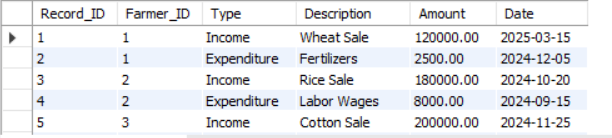 Record_ID Farmer_ID Type Description Amount Date
1 1 Income Wheat Sale 120000.00 2025-03-15
2 1 Expenditure Fertilizers 2500.00 2024-12-05
3 2 Income Rice Sale 180000.00 2024-10-20
4 2 Expenditure Labor Wages 8000.00 2024-09-15
5 3 Income Cotton Sale 200000.00 2024-11-25